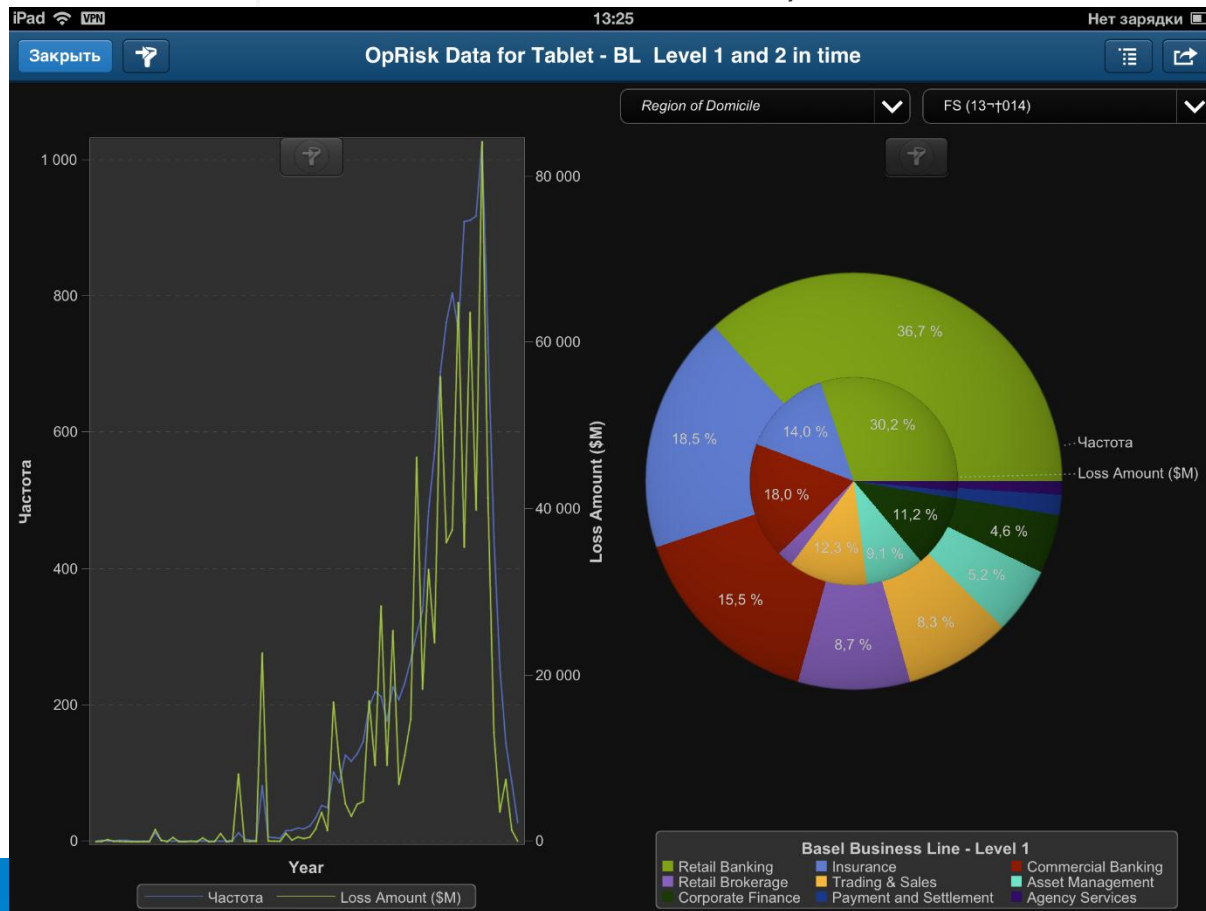 iPad VPN 13:25 Нет зарядки
Закрыть OpRisk Data for Tablet - BL Level 1 and 2 in time
Region of Domicile FS (13¬†014)
1 000
800
600
400
200
0
Частота
80 000
60 000
40 000
20 000
0
Loss Amount ($M)
Year
Частота Loss Amount ($M)
36,7 %
30,2 %
18,5 %
14,0 %
18,0 %
15,5 %
12,3 %
9,1 %
11,2 %
4,6 %
5,2 %
8,3 %
8,7 %
Частота
Loss Amount ($M)
Basel Business Line - Level 1
Retail Banking Insurance Commercial Banking
Retail Brokerage Trading & Sales Asset Management
Corporate Finance Payment and Settlement Agency Services